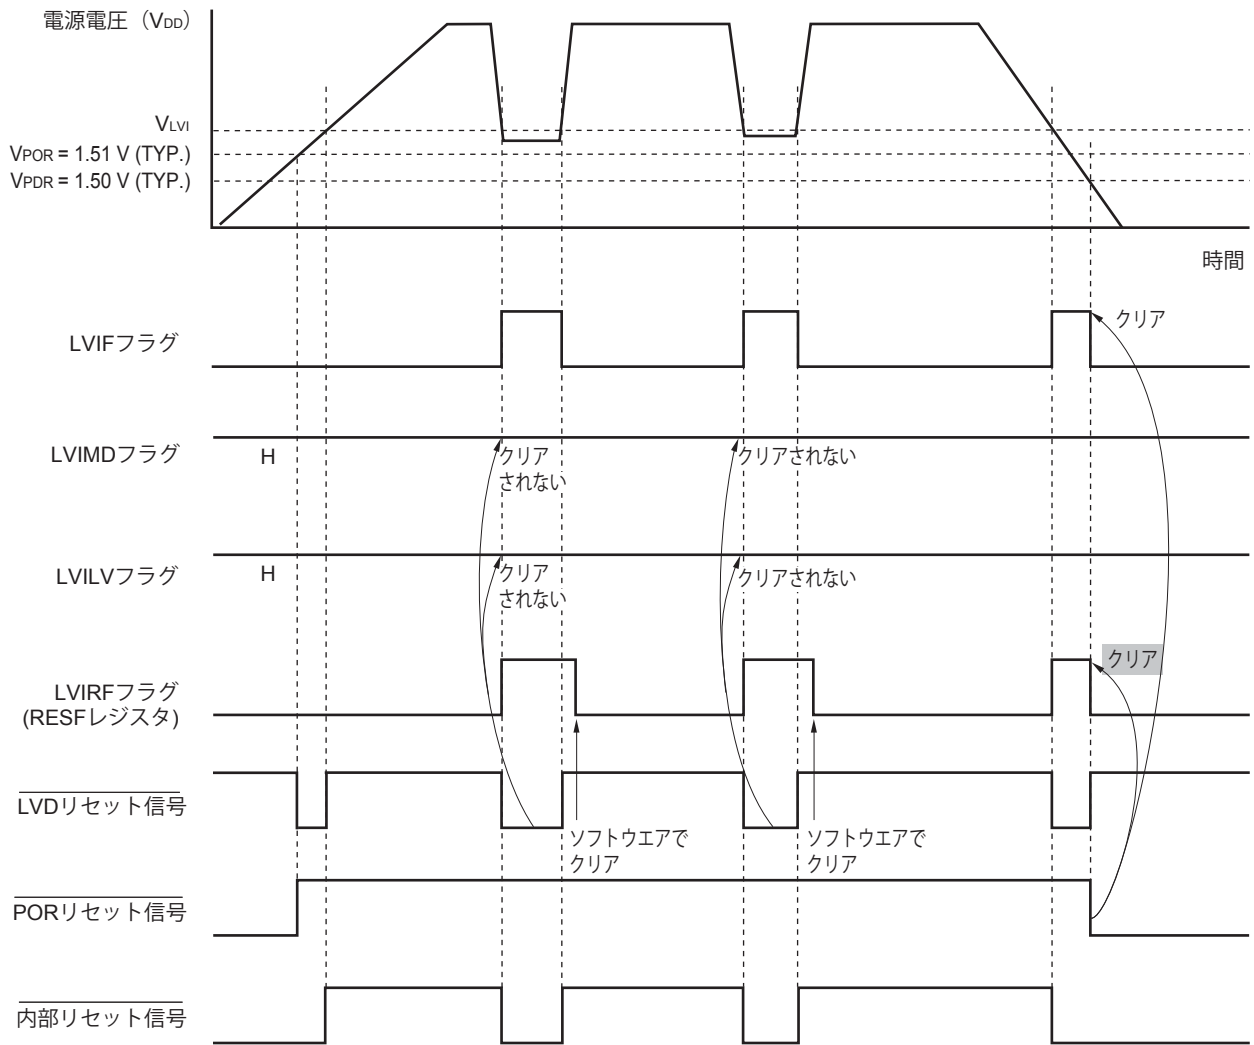 電源電圧（VDD）
VLVI
VPOR = 1.51 V (TYP.)
VPDR = 1.50 V (TYP.)
時間
LVIFフラグ
クリア
LVIMDフラグ
H
クリア
されない
クリアされない
LVILVフラグ
H
クリア
されない
クリアされない
LVIRFフラグ
(RESFレジスタ)
クリア
LVDリセット信号
ソフトウエアで
クリア
ソフトウエアで
クリア
PORリセット信号
内部リセット信号